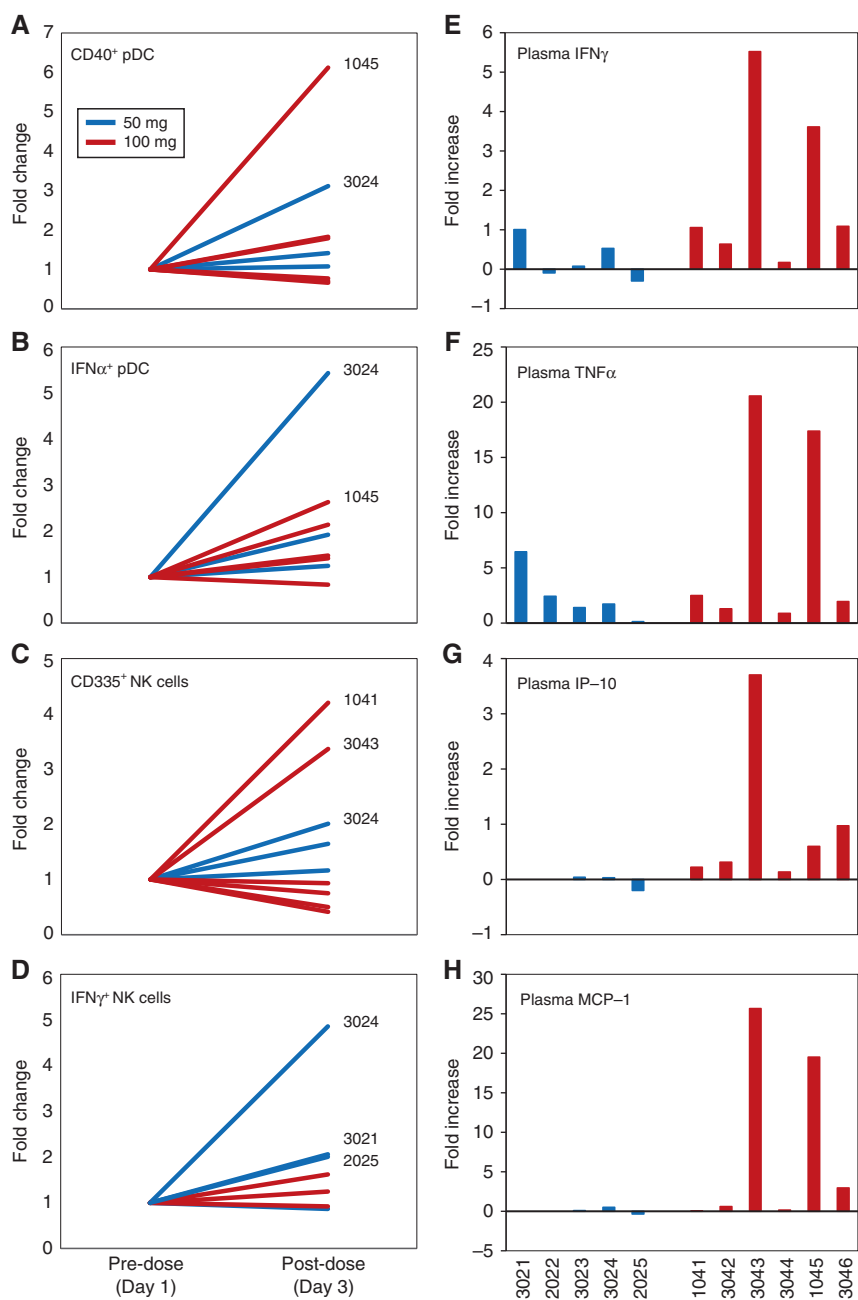 A
CD40+ pDC
50 mg
100 mg
Fold change
7
6
5
4
3
2
1
0
1045
3024
B
IFNα+ pDC
Fold change
6
5
4
3
2
1
0
3024
1045
C
CD335+ NK cells
Fold change
5
4
3
2
1
0
1041
3043
3024
D
IFNγ+ NK cells
Fold change
6
5
4
3
2
1
0
3024
3021
2025
Pre-dose
(Day 1)
Post-dose
(Day 3)
E
Plasma IFNγ
Fold increase
6
5
4
3
2
1
0
–1
F
Plasma TNFα
Fold increase
25
20
15
10
5
0
G
Plasma IP–10
Fold increase
4
3
2
1
0
–1
H
Plasma MCP–1
Fold increase
30
25
20
15
10
5
0
–5
3021
2022
3023
3024
2025
1041
3042
3043
3044
1045
3046